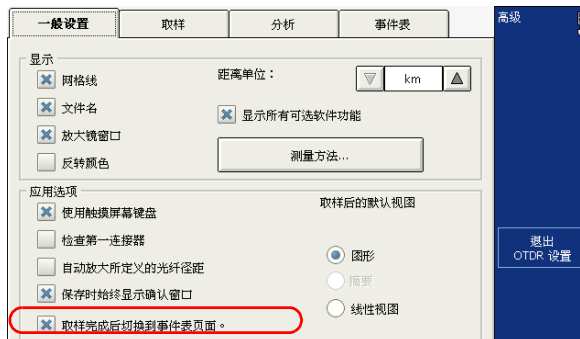 一般设置 取样 分析 事件表 高级
显示
网格线 距离单位： km
文件名 显示所有可选软件功能
放大镜窗口
反转颜色 测量方法...
应用选项 取样后的默认视图
使用触摸屏幕键盘
检查第一连接器
图形
自动放大所定义的光纤径距
摘要
保存时始终显示确认窗口
线性视图
取样完成后切换到事件表页面。
退出
OTDR 设置